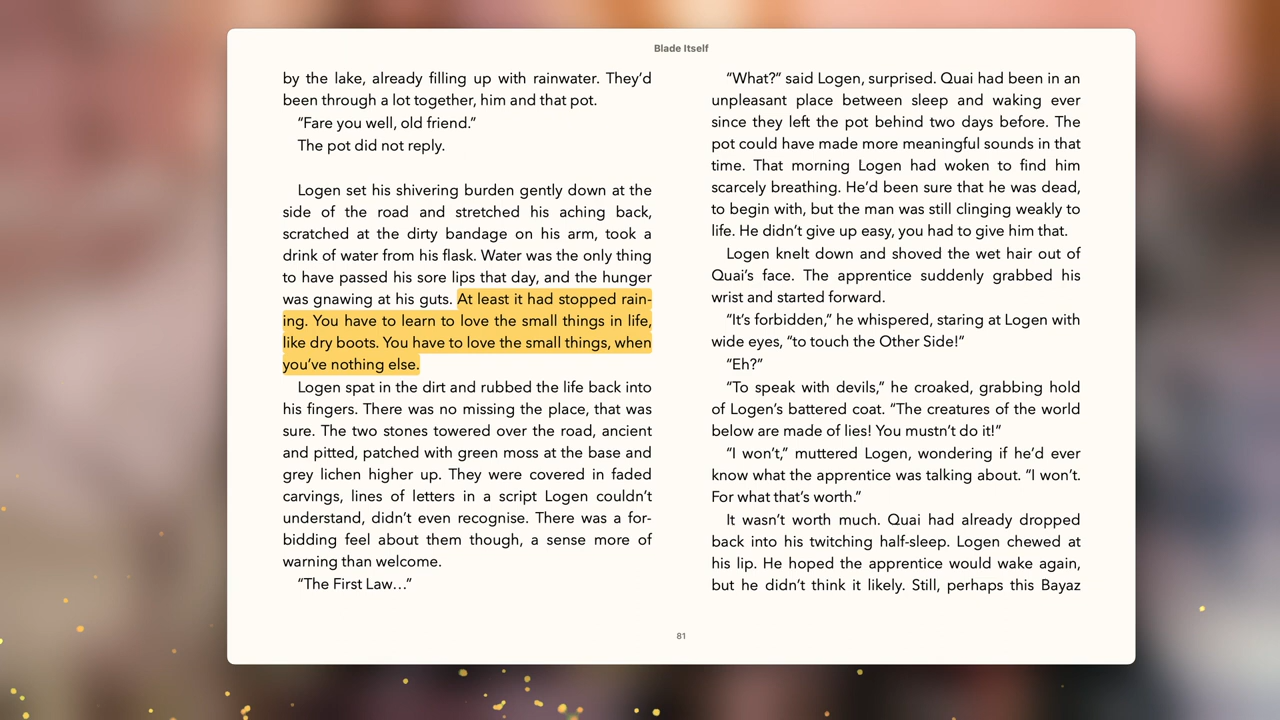 Blade Itself
by the lake, already filling up with rainwater. They’d
been through a lot together, him and that pot.
“Fare you well, old friend.”
The pot did not reply.
Logen set his shivering burden gently down at the
side of the road and stretched his aching back,
scratched at the dirty bandage on his arm, took a
drink of water from his flask. Water was the only thing
to have passed his sore lips that day, and the hunger
was gnawing at his guts. At least it had stopped rain-
ing. You have to learn to love the small things in life,
like dry boots. You have to love the small things, when
you’ve nothing else.
Logen spat in the dirt and rubbed the life back into
his fingers. There was no missing the place, that was
sure. The two stones towered over the road, ancient
and pitted, patched with green moss at the base and
grey lichen higher up. They were covered in faded
carvings, lines of letters in a script Logen couldn’t
understand, didn’t even recognise. There was a for-
bidding feel about them though, a sense more of
warning than welcome.
“The First Law…”
“What?” said Logen, surprised. Quai had been in an
unpleasant place between sleep and waking ever
since they left the pot behind two days before. The
pot could have made more meaningful sounds in that
time. That morning Logen had woken to find him
scarcely breathing. He’d been sure that he was dead,
to begin with, but the man was still clinging weakly to
life. He didn’t give up easy, you had to give him that.
Logen knelt down and shoved the wet hair out of
Quai’s face. The apprentice suddenly grabbed his
wrist and started forward.
“It’s forbidden,” he whispered, staring at Logen with
wide eyes, “to touch the Other Side!”
“Eh?”
“To speak with devils,” he croaked, grabbing hold
of Logen’s battered coat. “The creatures of the world
below are made of lies! You mustn’t do it!”
“I won’t,” muttered Logen, wondering if he’d ever
know what the apprentice was talking about. “I won’t.
For what that’s worth.”
It wasn’t worth much. Quai had already dropped
back into his twitching half-sleep. Logen chewed at
his lip. He hoped the apprentice would wake again,
but he didn’t think it likely. Still, perhaps this Bayaz
81